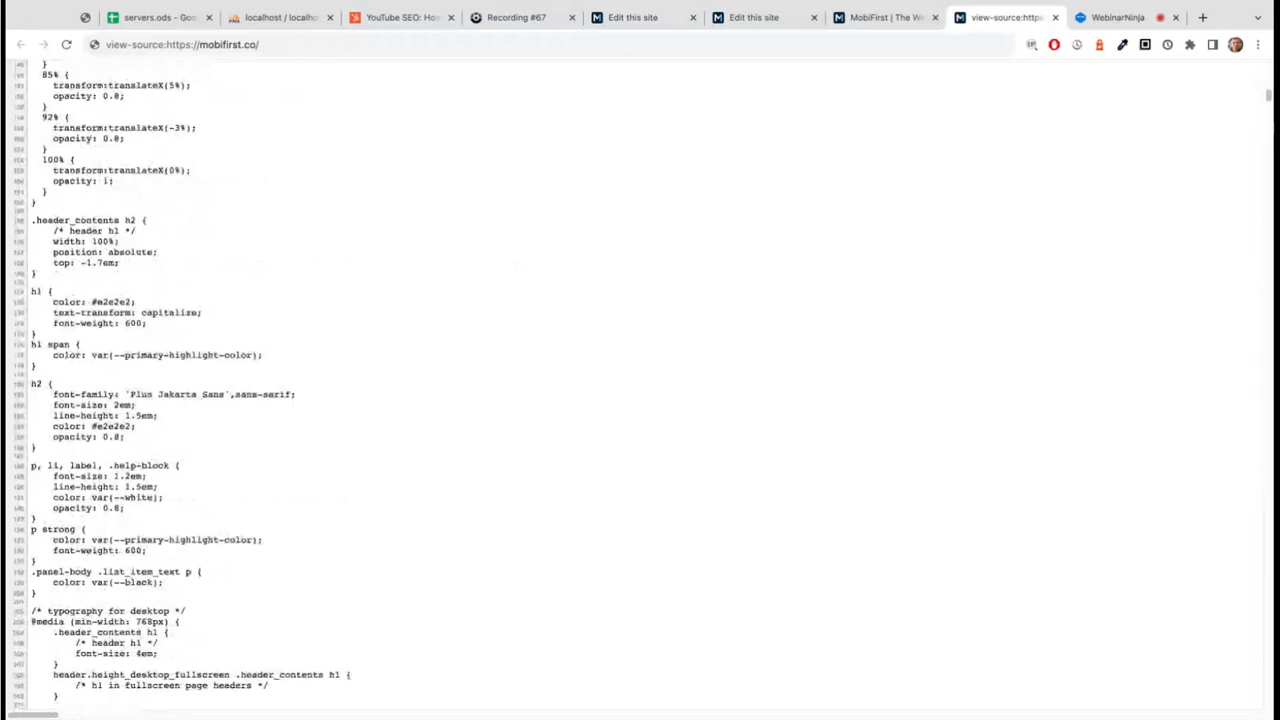 servers.ods - Goo
localhost / localho
YouTube SEO: How
Recording #67
Edit this site
Edit this site
MobiFirst | The We
view-source:https
WebinarNinja
view-source:https://mobifirst.co/
}
85% {
transform:translateX(5%);
opacity: 0.8;
}
92% {
transform:translateX(-3%);
opacity: 0.8;
}
100% {
transform:translateX(0%);
opacity: 1;
}
}
.header_contents h2 {
/* header h1 */
width: 100%;
position: absolute;
top: -1.7em;
}
h1 {
color: #e2e2e2;
text-transform: capitalize;
font-weight: 600;
}
h1 span {
color: var(--primary-highlight-color);
}
h2 {
font-family: 'Plus Jakarta Sans',sans-serif;
font-size: 2em;
line-height: 1.5em;
color: #e2e2e2;
opacity: 0.8;
}
p, li, label, .help-block {
font-size: 1.2em;
line-height: 1.5em;
color: var(--white);
opacity: 0.8;
}
p strong {
color: var(--primary-highlight-color);
font-weight: 600;
}
.panel-body .list_item_text p {
color: var(--black);
}
/* typography for desktop */
@media (min-width: 768px) {
.header_contents h1 {
/* header h1 */
font-size: 4em;
}
header.height_desktop_fullscreen .header_contents h1 {
/* h1 in fullscreen page headers */
}